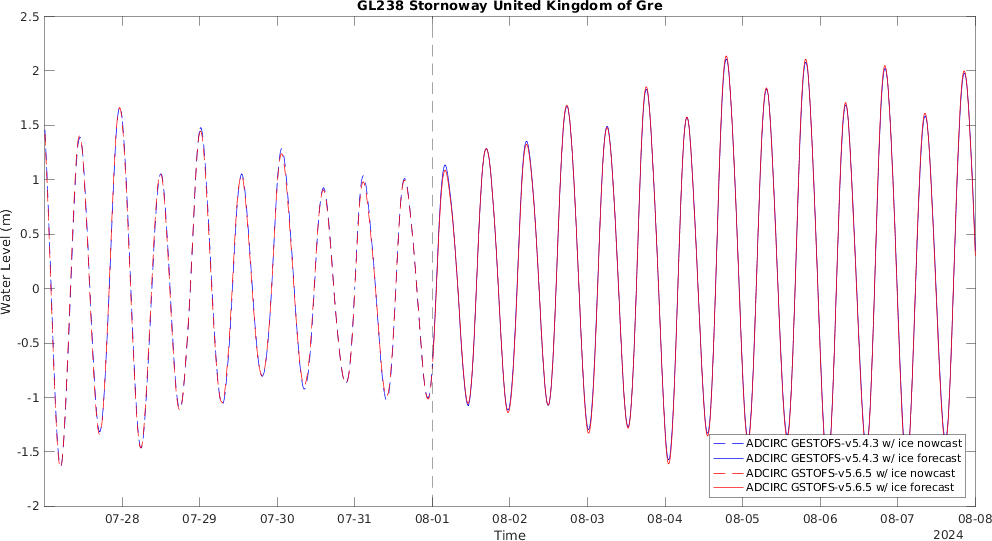 GL238 Stornoway United Kingdom of Gre
2.5
2
1.5
1
0.5
0
-0.5
-1
-1.5
-2
Water Level (m)
ADCIRC GESTOFS-v5.4.3 w/ ice nowcast
ADCIRC GESTOFS-v5.4.3 w/ ice forecast
ADCIRC GSTOFS-v5.6.5 w/ ice nowcast
ADCIRC GSTOFS-v5.6.5 w/ ice forecast
07-28 07-29 07-30 07-31 08-01 08-02 08-03 08-04 08-05 08-06 08-07 08-08
Time
2024